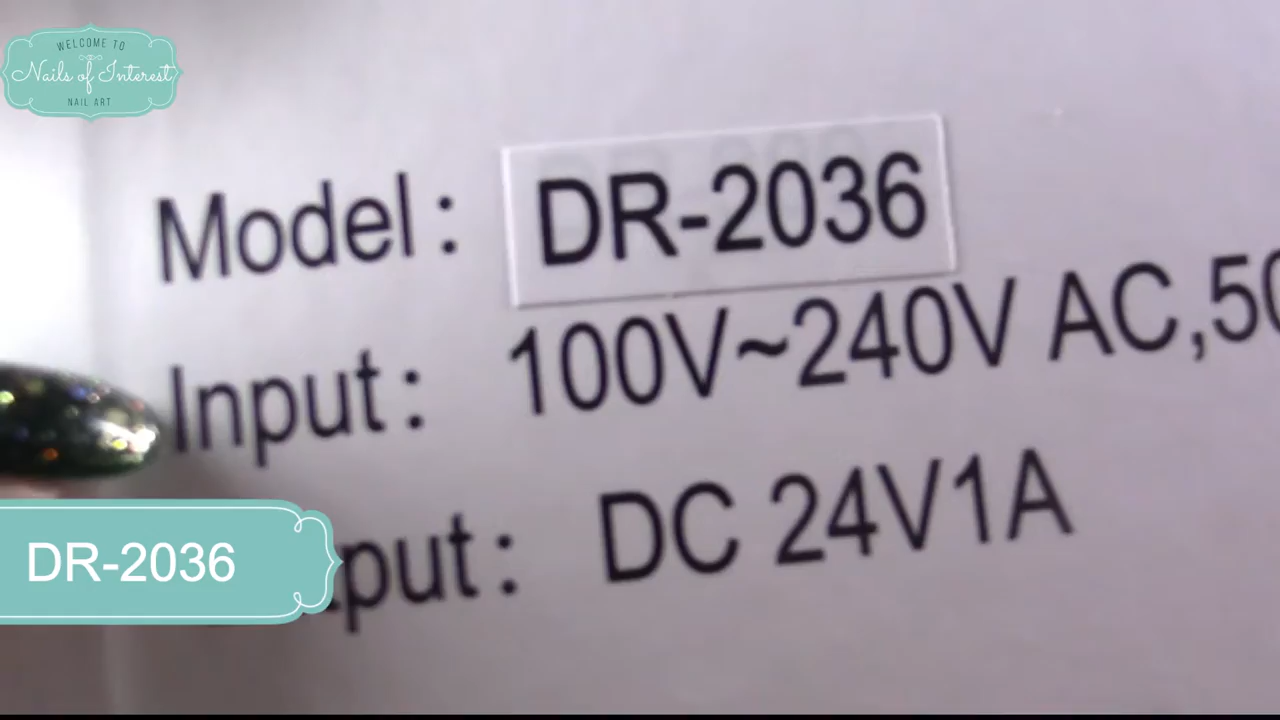 WELCOME TO
Nails of Interest
NAIL ART
Model : DR-2036
Input : 100V~240V AC,50
put : DC 24V1A
DR-2036